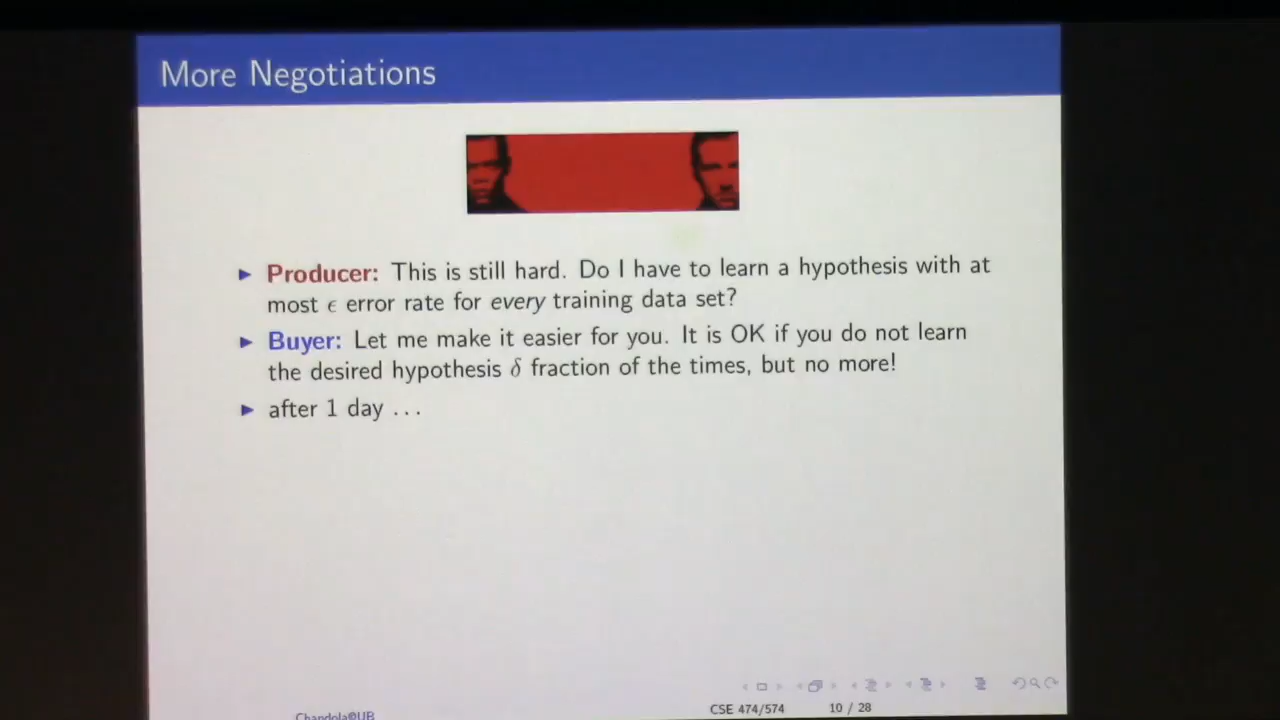 More Negotiations
▶ Producer: This is still hard. Do I have to learn a hypothesis with at
most ϵ error rate for every training data set?
▶ Buyer: Let me make it easier for you. It is OK if you do not learn
the desired hypothesis δ fraction of the times, but no more!
▶ after 1 day . . .
Chandola@UB
CSE 474/574
10 / 28